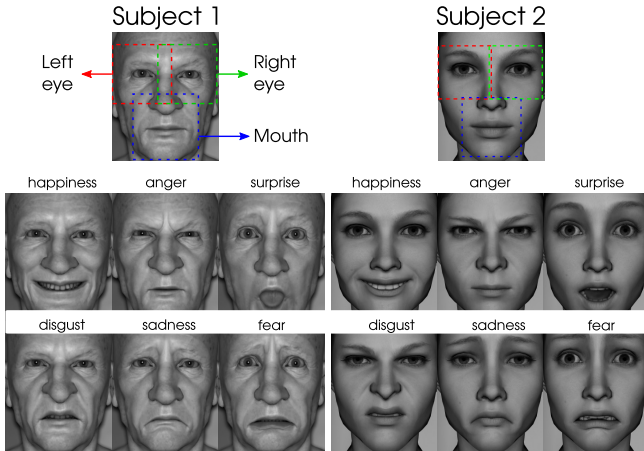 Subject 1
Subject 2
Left
eye
Right
eye
Mouth
happiness anger surprise
happiness anger surprise
disgust sadness fear
disgust sadness fear